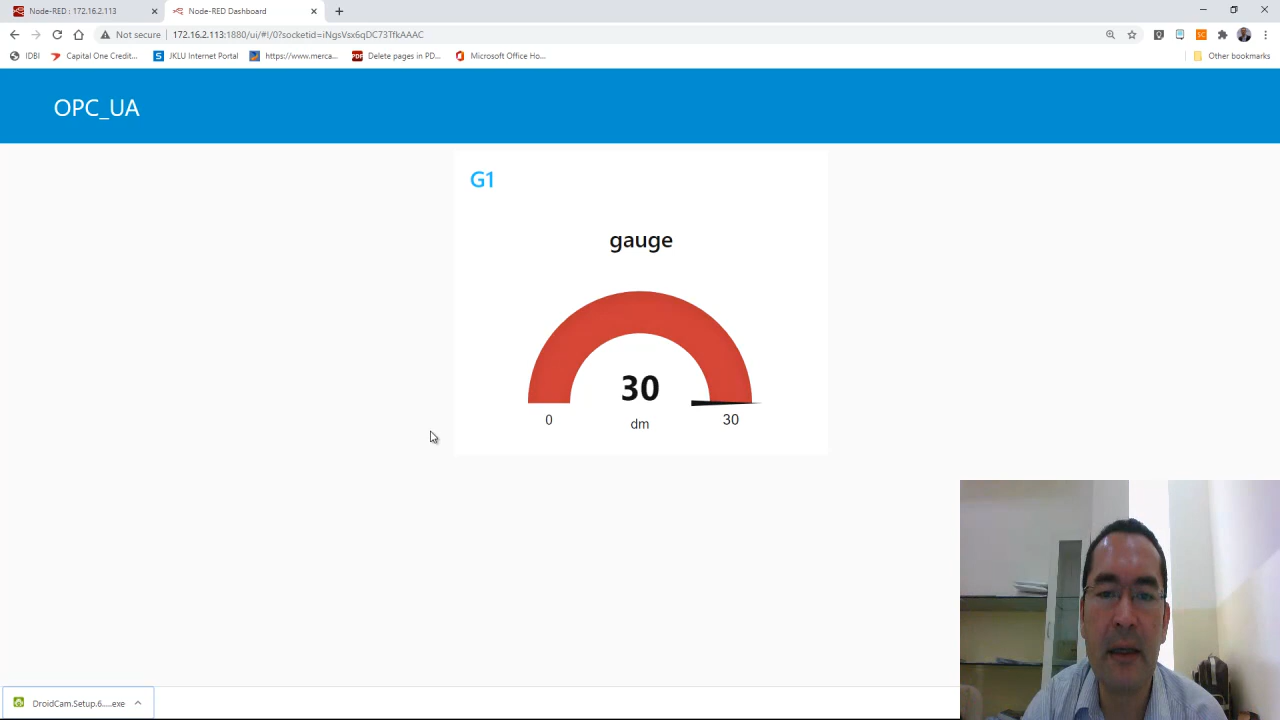 Node-RED : 172.16.2.113
Node-RED Dashboard
Not secure
172.16.2.113:1880/ui/#!/0?socketid=iNgsVsx6qDC73TfkAAAC
IDBI
Capital One Credit...
JKLU Internet Portal
https://www.merca...
PDF
Delete pages in PD...
Microsoft Office Ho...
Other bookmarks
OPC_UA
G1
gauge
30
0
dm
30
DroidCam.Setup.6....exe